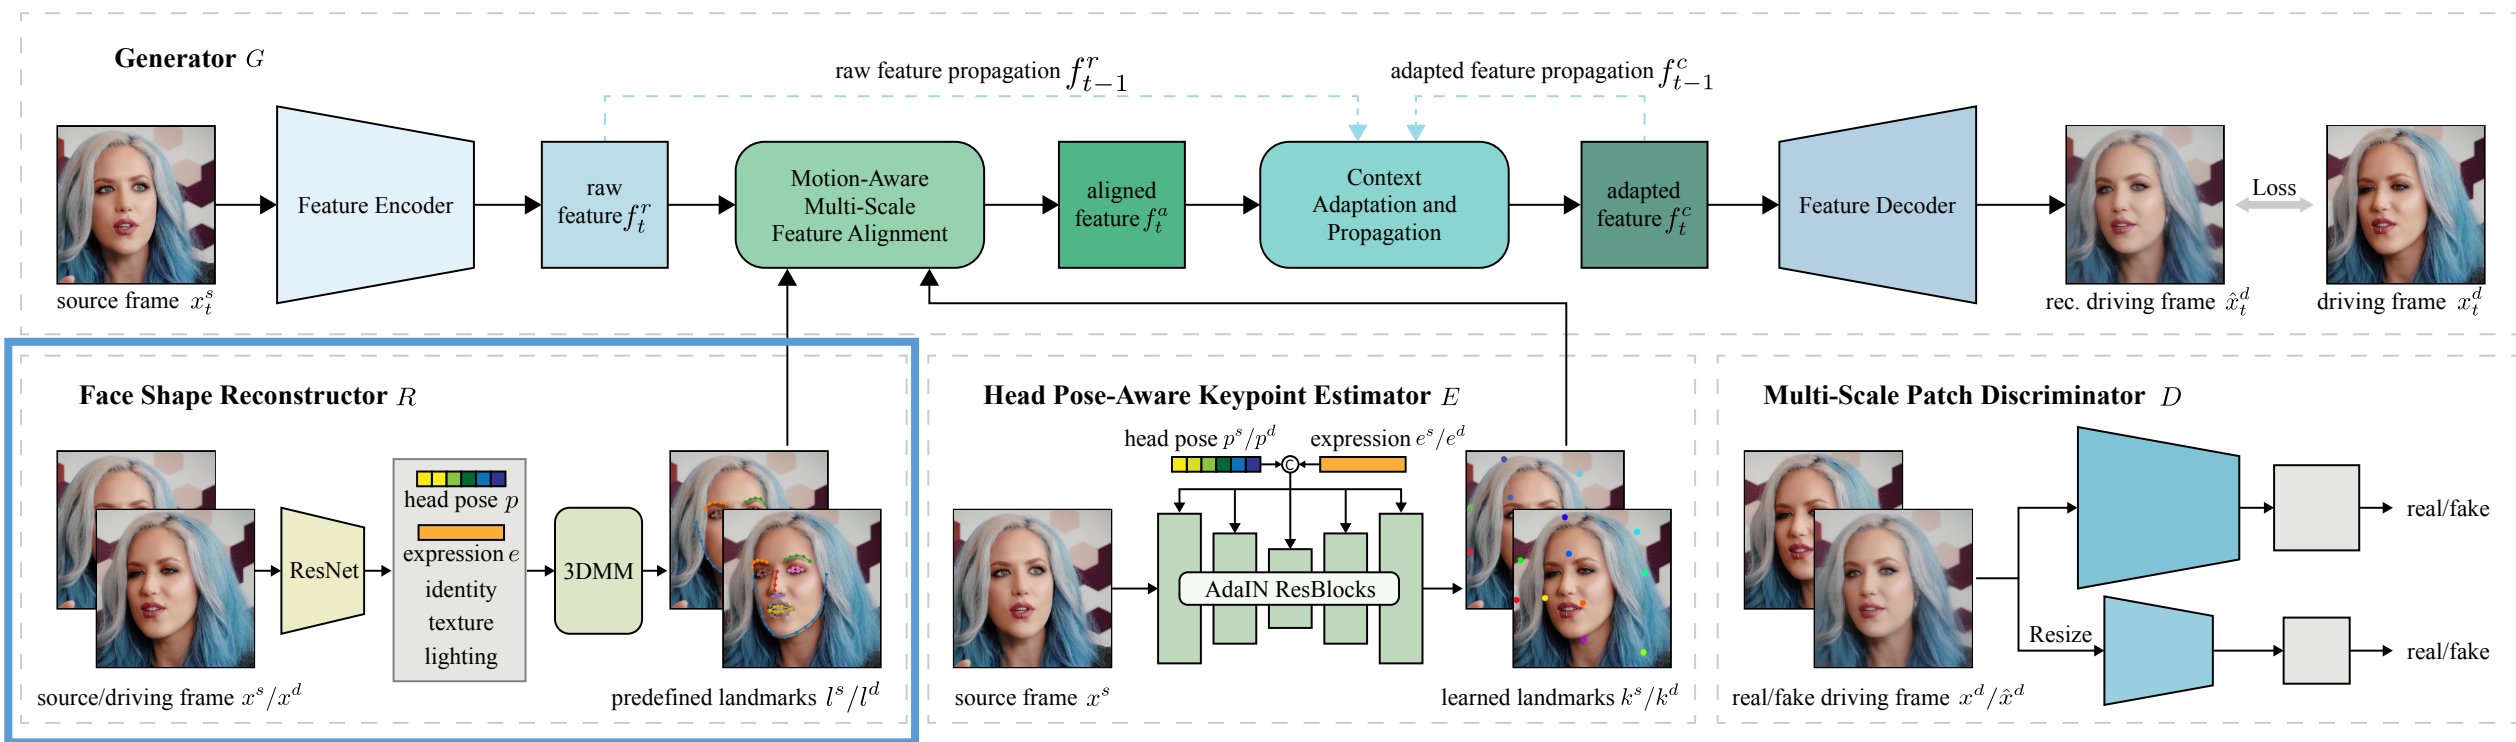 Generator G
raw feature propagation f^r_{t-1}
adapted feature propagation f^c_{t-1}
source frame x^s_t
Feature Encoder
raw
feature f^r_t
Motion-Aware
Multi-Scale
Feature Alignment
aligned
feature f^a_t
Context
Adaptation and
Propagation
adapted
feature f^c_t
Feature Decoder
rec. driving frame x̂^d_t
Loss
driving frame x^d_t
Face Shape Reconstructor R
source/driving frame x^s/x^d
ResNet
head pose p
expression e
identity
texture
lighting
3DMM
predefined landmarks l^s/l^d
Head Pose-Aware Keypoint Estimator E
head pose p^s/p^d
expression e^s/e^d
C
source frame x^s
AdaIN ResBlocks
learned landmarks k^s/k^d
Multi-Scale Patch Discriminator D
real/fake driving frame x^d/x̂^d
Resize
real/fake
real/fake